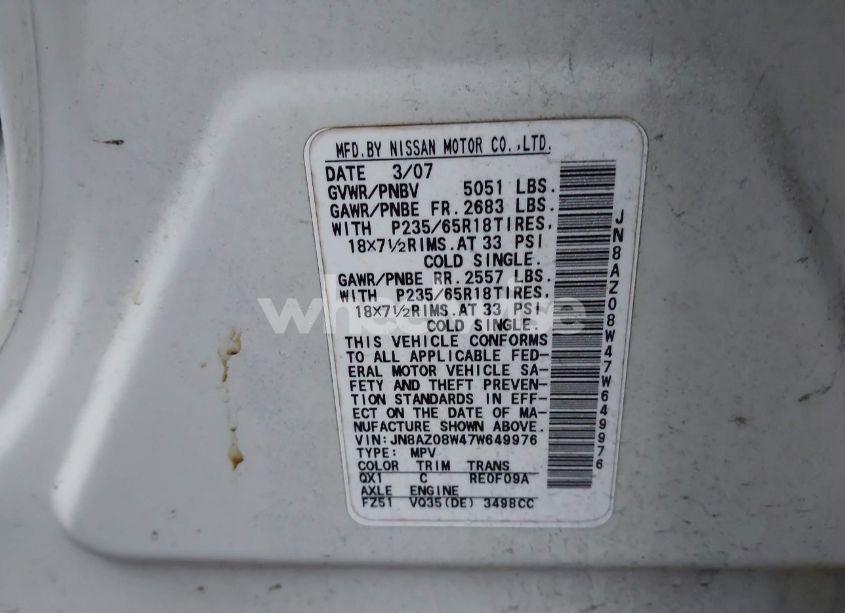 MFD.BY NISSAN MOTOR CO.,LTD.
DATE 3/07
GVWR/PNBV 5051 LBS.
GAWR/PNBE FR. 2683 LBS.
WITH P235/65R18TIRES,
18×7½RIMS.AT 33 PSI
COLD SINGLE.
GAWR/PNBE RR. 2557 LBS.
WITH P235/65R18TIRES,
18×7½RIMS.AT 33 PSI
COLD SINGLE.
THIS VEHICLE CONFORMS
TO ALL APPLICABLE FED-
ERAL MOTOR VEHICLE SA-
FETY AND THEFT PREVEN-
TION STANDARDS IN EFF-
ECT ON THE DATE OF MA-
NUFACTURE SHOWN ABOVE.
VIN:JN8AZ08W47W649976
TYPE: MPV
COLOR TRIM TRANS
QX1 C RE0F09A
AXLE ENGINE
FZ51 VQ35(DE) 3498CC
JN8AZ08W47W649976